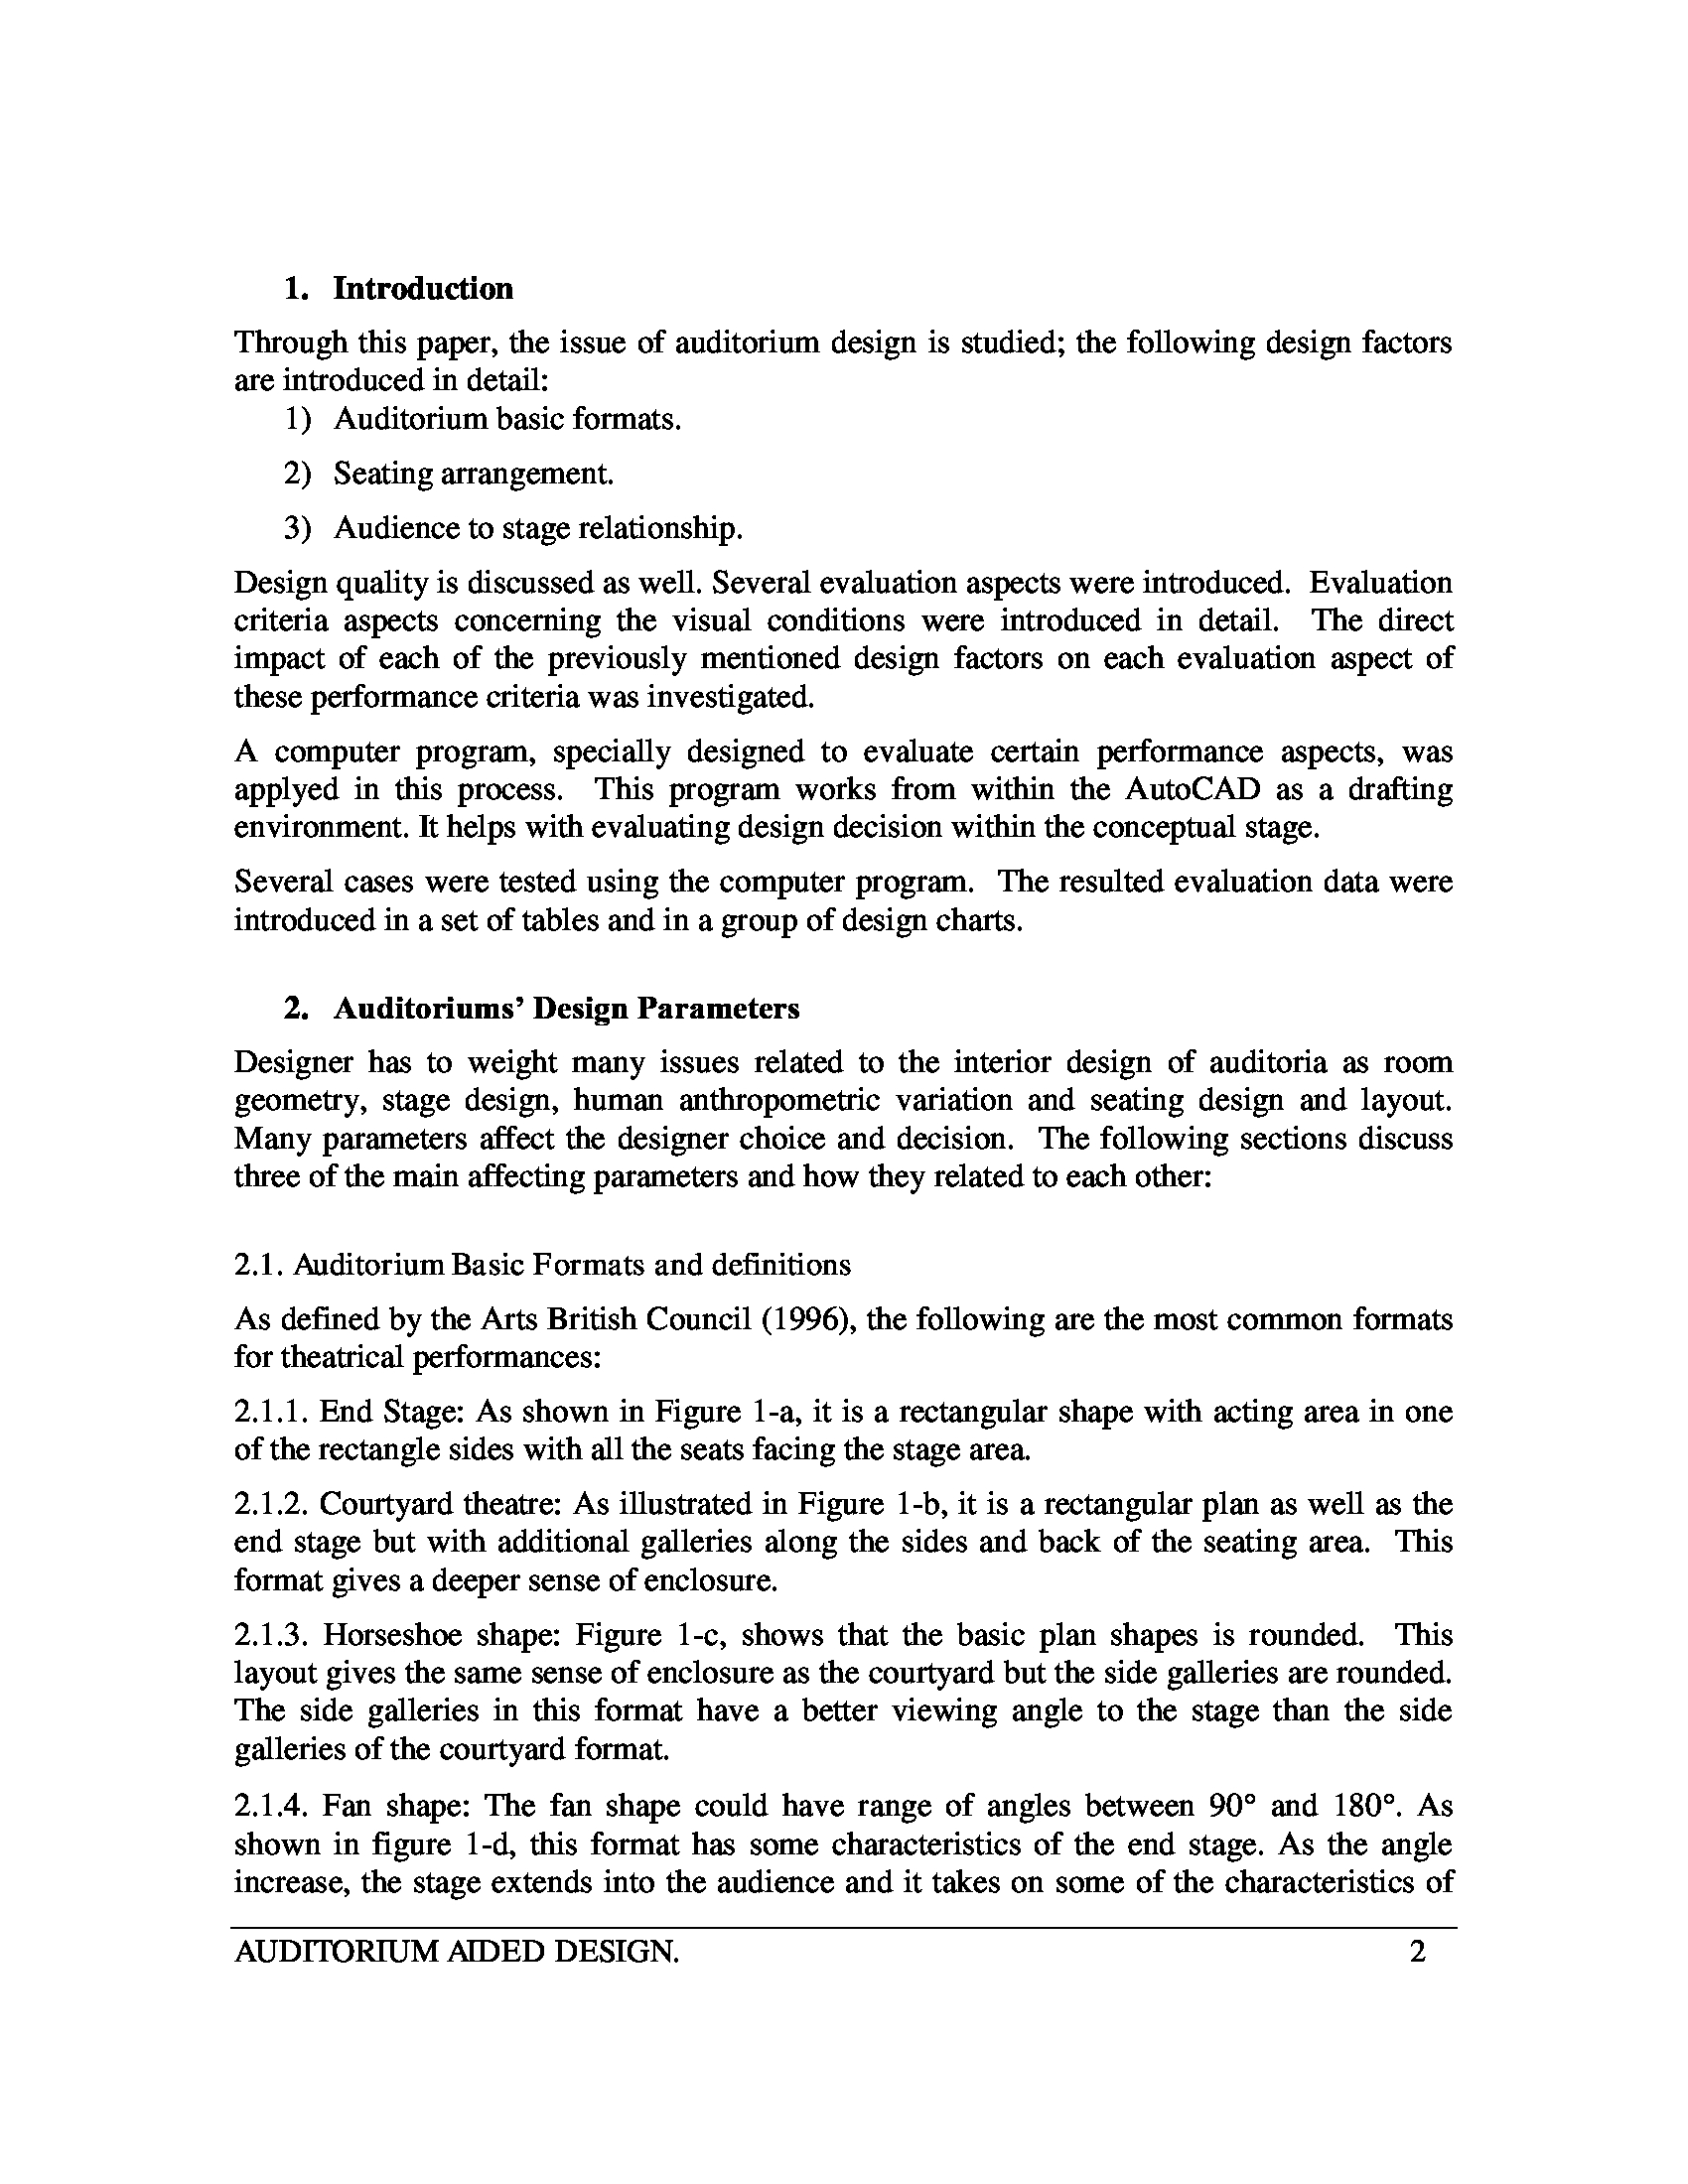 1. Introduction
Through this paper, the issue of auditorium design is studied; the following design factors
are introduced in detail:
1) Auditorium basic formats.
2) Seating arrangement.
3) Audience to stage relationship.
Design quality is discussed as well. Several evaluation aspects were introduced. Evaluation
criteria aspects concerning the visual conditions were introduced in detail. The direct
impact of each of the previously mentioned design factors on each evaluation aspect of
these performance criteria was investigated.
A computer program, specially designed to evaluate certain performance aspects, was
applyed in this process. This program works from within the AutoCAD as a drafting
environment. It helps with evaluating design decision within the conceptual stage.
Several cases were tested using the computer program. The resulted evaluation data were
introduced in a set of tables and in a group of design charts.
2. Auditoriums' Design Parameters
Designer has to weight many issues related to the interior design of auditoria as room
geometry, stage design, human anthropometric variation and seating design and layout.
Many parameters affect the designer choice and decision. The following sections discuss
three of the main affecting parameters and how they related to each other:
2.1. Auditorium Basic Formats and definitions
As defined by the Arts British Council (1996), the following are the most common formats
for theatrical performances:
2.1.1. End Stage: As shown in Figure 1-a, it is a rectangular shape with acting area in one
of the rectangle sides with all the seats facing the stage area.
2.1.2. Courtyard theatre: As illustrated in Figure 1-b, it is a rectangular plan as well as the
end stage but with additional galleries along the sides and back of the seating area. This
format gives a deeper sense of enclosure.
2.1.3. Horseshoe shape: Figure 1-c, shows that the basic plan shapes is rounded. This
layout gives the same sense of enclosure as the courtyard but the side galleries are rounded.
The side galleries in this format have a better viewing angle to the stage than the side
galleries of the courtyard format.
2.1.4. Fan shape: The fan shape could have range of angles between 90° and 180°. As
shown in figure 1-d, this format has some characteristics of the end stage. As the angle
increase, the stage extends into the audience and it takes on some of the characteristics of
AUDITORIUM AIDED DESIGN. 2